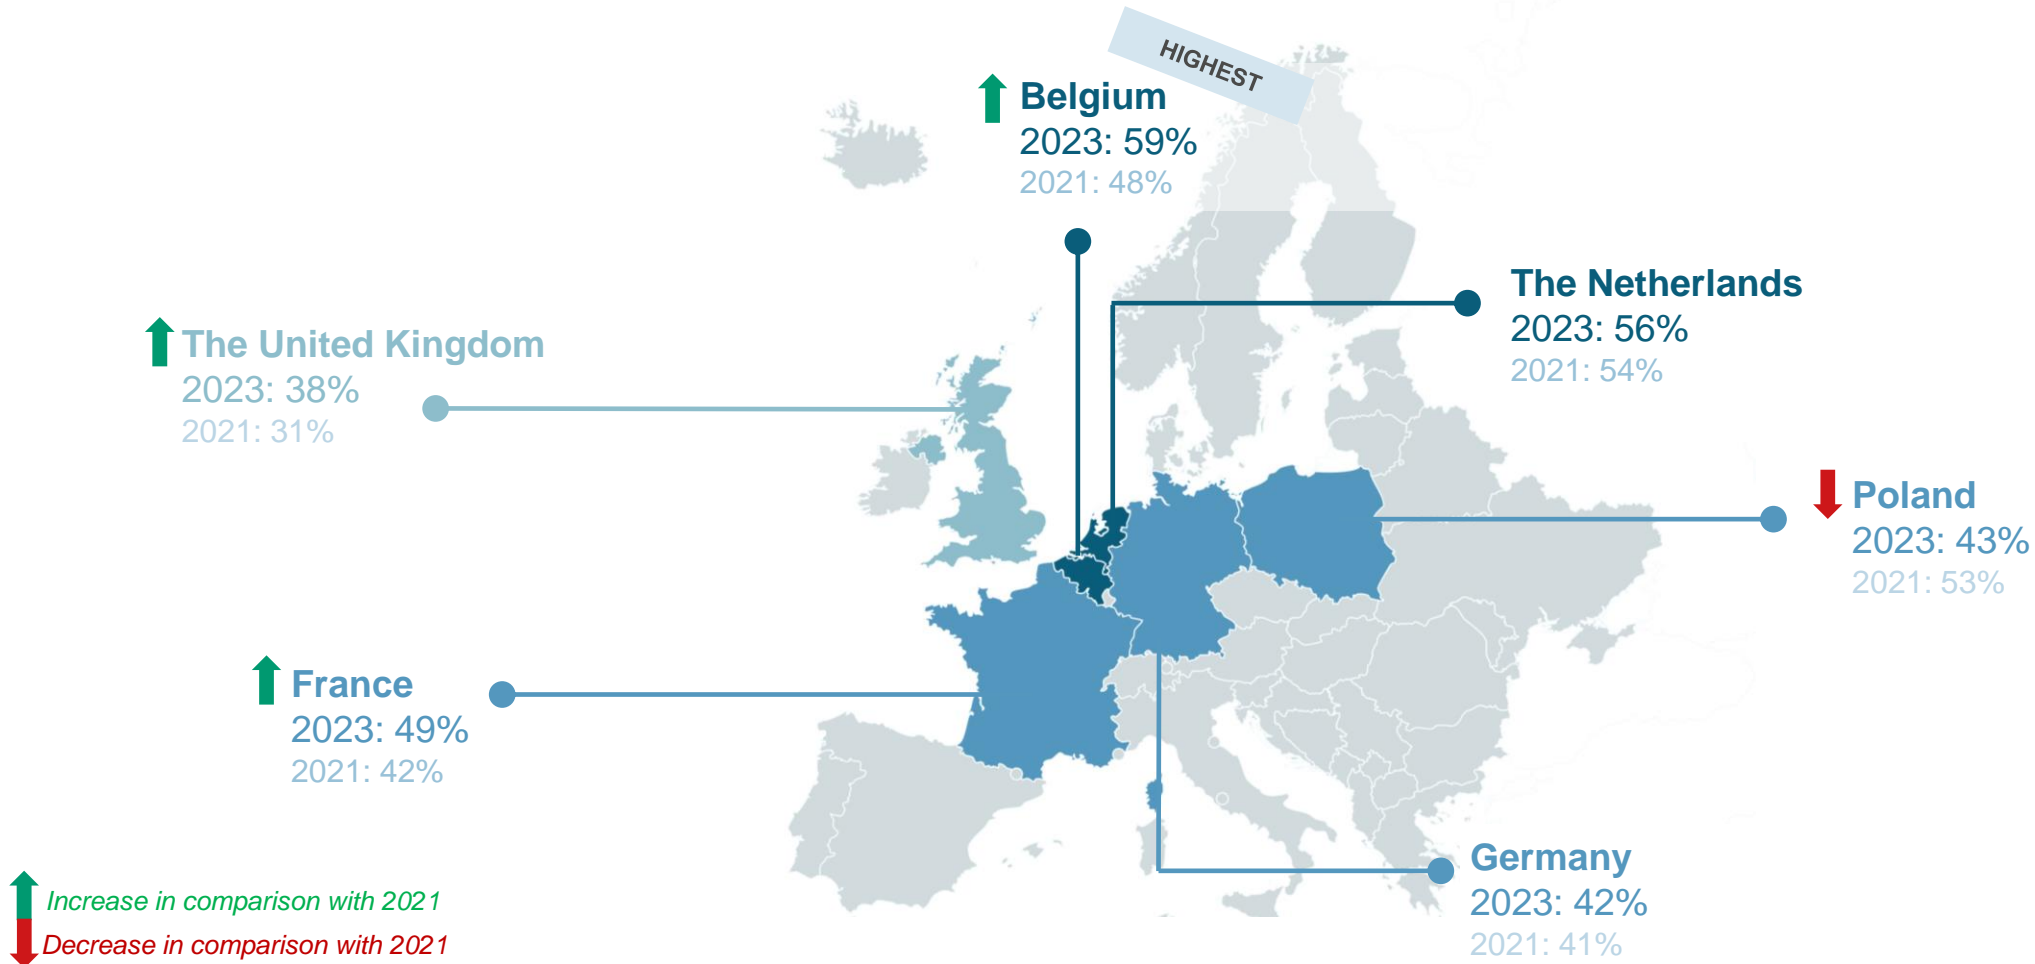 HIGHEST
Belgium
2023: 59%
2021: 48%
The Netherlands
2023: 56%
2021: 54%
The United Kingdom
2023: 38%
2021: 31%
Poland
2023: 43%
2021: 53%
France
2023: 49%
2021: 42%
Germany
2023: 42%
2021: 41%
Increase in comparison with 2021
Decrease in comparison with 2021